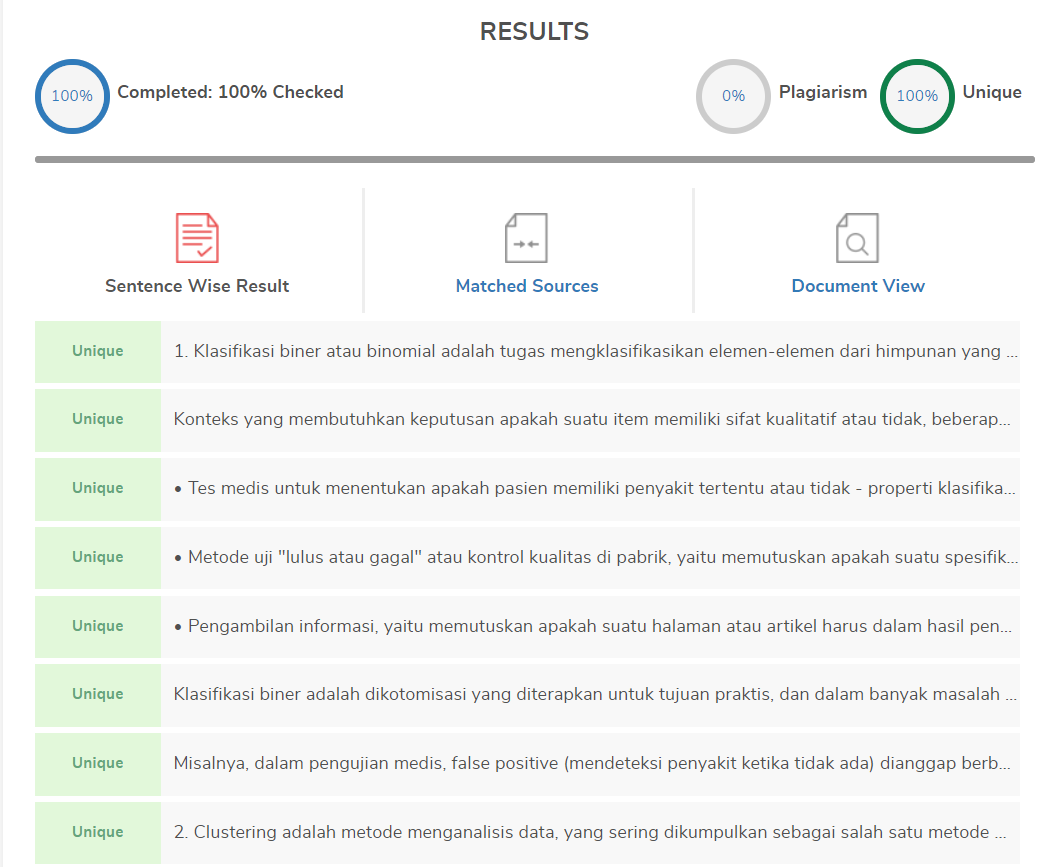 RESULTS
100% Completed: 100% Checked 0% Plagiarism 100% Unique
Sentence Wise Result Matched Sources Document View
Unique 1. Klasifikasi biner atau binomial adalah tugas mengklasifikasikan elemen-elemen dari himpunan yang ...
Unique Konteks yang membutuhkan keputusan apakah suatu item memiliki sifat kualitatif atau tidak, beberap...
Unique • Tes medis untuk menentukan apakah pasien memiliki penyakit tertentu atau tidak - properti klasifika...
Unique • Metode uji "lulus atau gagal" atau kontrol kualitas di pabrik, yaitu memutuskan apakah suatu spesifik...
Unique • Pengambilan informasi, yaitu memutuskan apakah suatu halaman atau artikel harus dalam hasil pen...
Unique Klasifikasi biner adalah dikotomisasi yang diterapkan untuk tujuan praktis, dan dalam banyak masalah ...
Unique Misalnya, dalam pengujian medis, false positive (mendeteksi penyakit ketika tidak ada) dianggap berb...
Unique 2. Clustering adalah metode menganalisis data, yang sering dikumpulkan sebagai salah satu metode ...